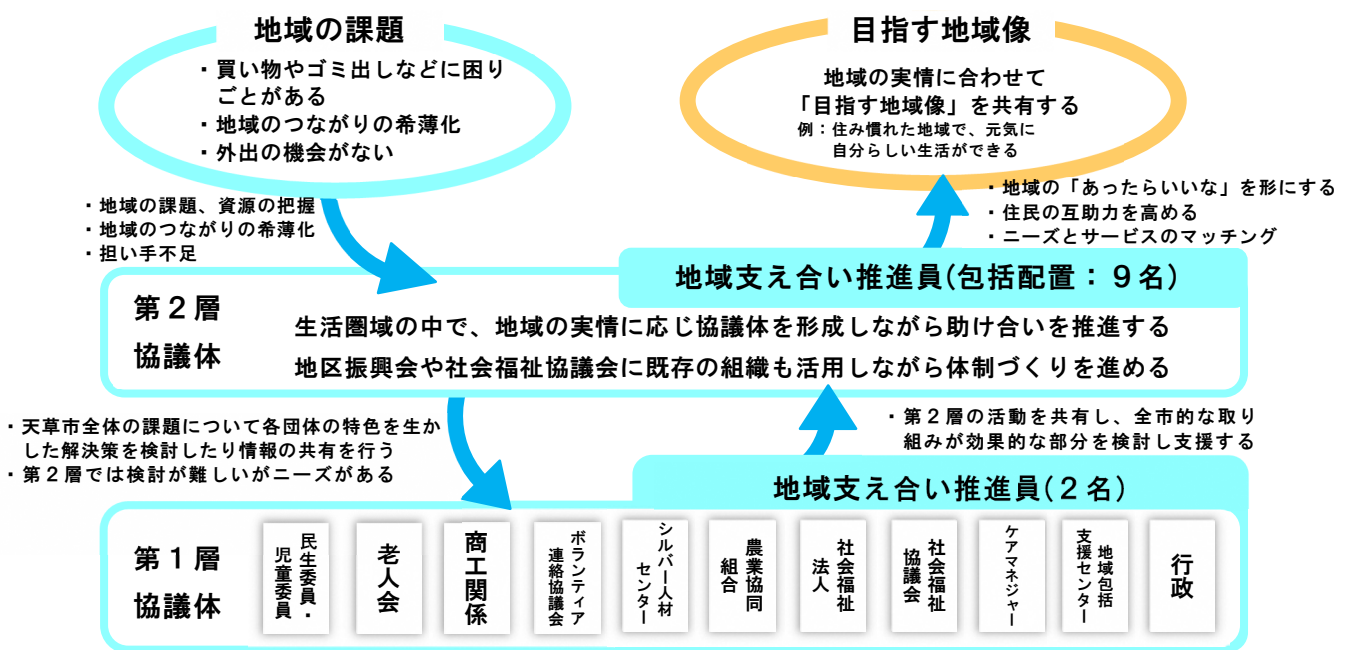 地域の課題
・買い物やゴミ出しなどに困り
ごとがある
・地域のつながりの希薄化
・外出の機会がない
目指す地域像
地域の実情に合わせて
「目指す地域像」を共有する
例：住み慣れた地域で、元気に
自分らしい生活ができる
・地域の課題、資源の把握
・地域のつながりの希薄化
・担い手不足
・地域の「あったらいいな」を形にする
・住民の互助力を高める
・ニーズとサービスのマッチング
地域支え合い推進員(包括配置：９名)
第２層
協議体
生活圏域の中で、地域の実情に応じ協議体を形成しながら助け合いを推進する
地区振興会や社会福祉協議会に既存の組織も活用しながら体制づくりを進める
・天草市全体の課題について各団体の特色を生か
した解決策を検討したり情報の共有を行う
・第２層では検討が難しいがニーズがある
・第２層の活動を共有し、全市的な取り
組みが効果的な部分を検討し支援する
地域支え合い推進員(２名)
第１層
協議体
民生委員・
児童委員
老人会
商工関係
ボランティア
連絡協議会
シルバー人材
センター
農業協同
組合
社会福祉
法人
社会福祉
協議会
ケアマネジャー
地域包括
支援センター
行政